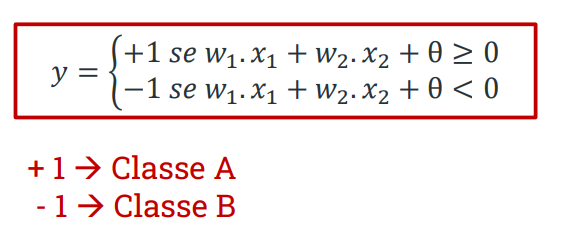 y = { +1 se w₁. x₁ + w₂. x₂ + θ ≥ 0
−1 se w₁. x₁ + w₂. x₂ + θ < 0
+ 1 → Classe A
- 1 → Classe B